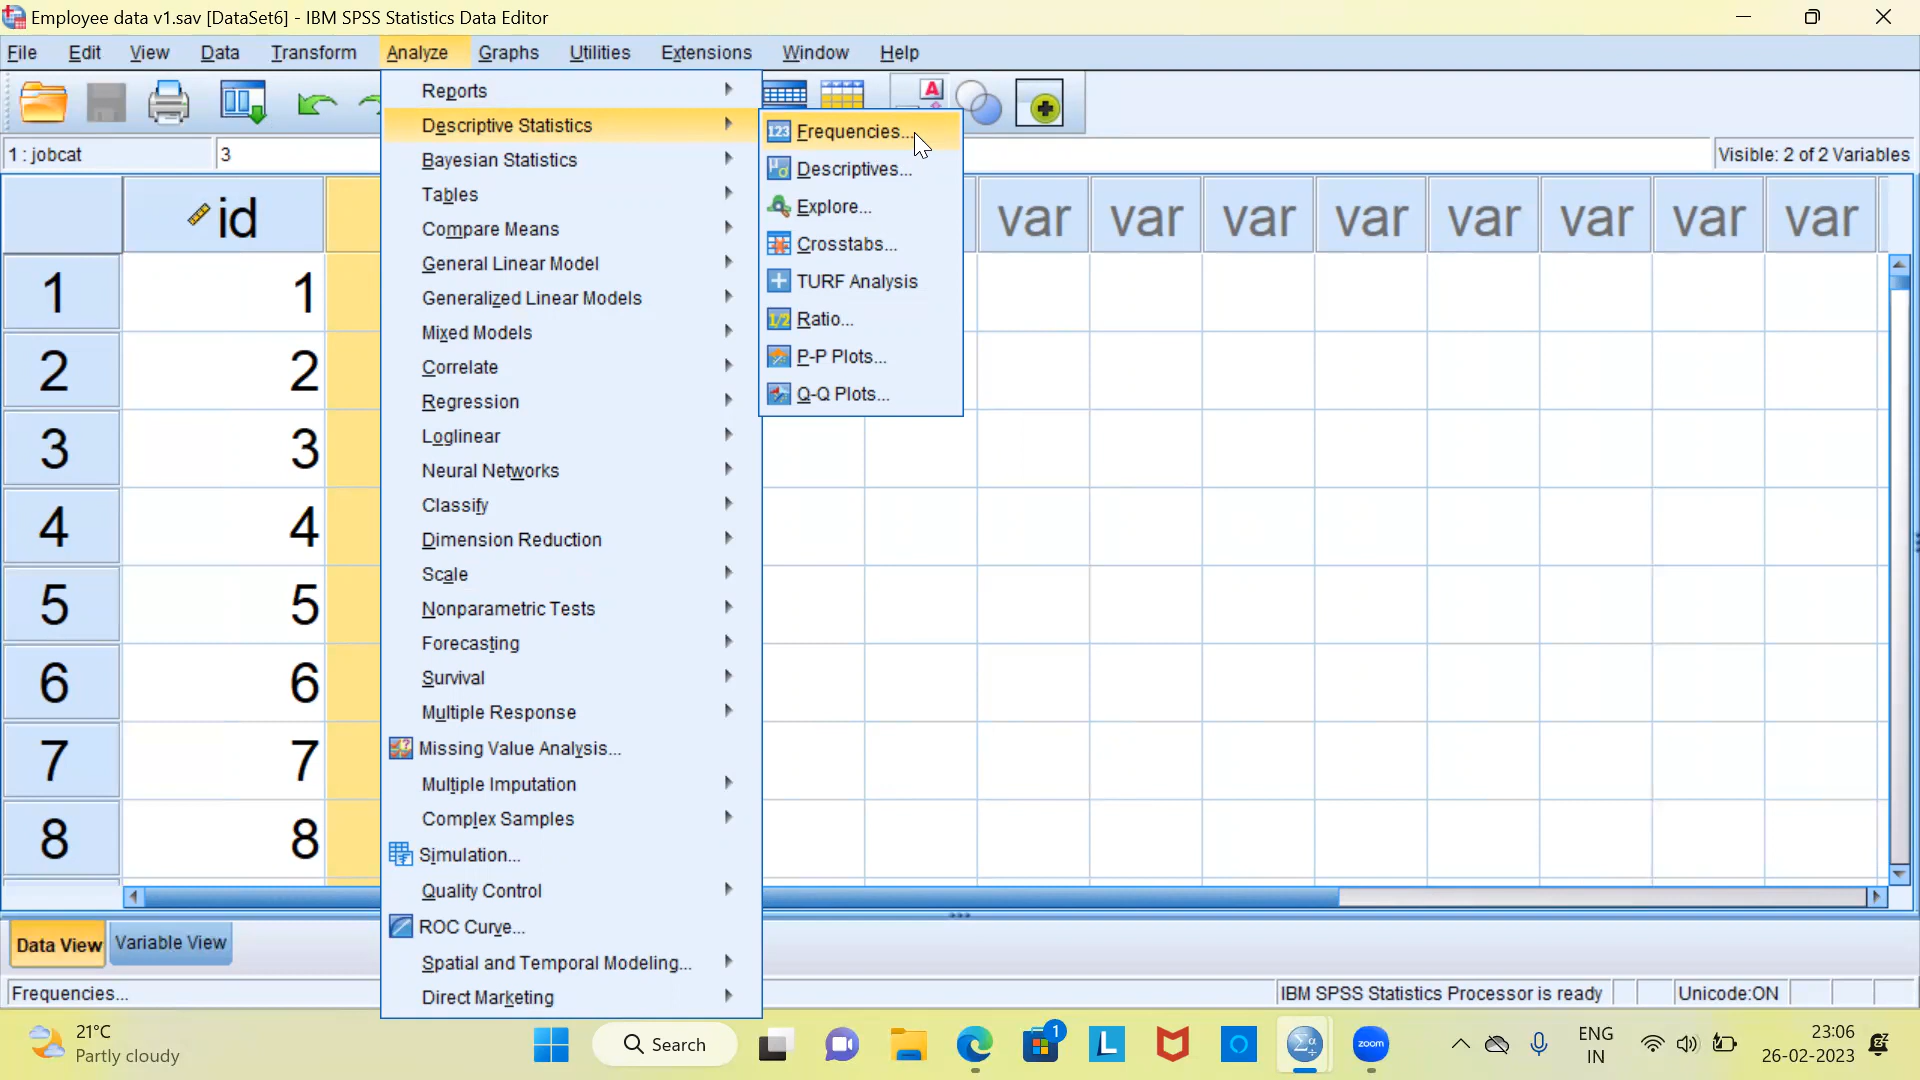 Employee data v1.sav [DataSet6] - IBM SPSS Statistics Data Editor
File Edit View Data Transform Analyze Graphs Utilities Extensions Window Help
A
1 : jobcat 3 Visible: 2 of 2 Variables
Reports
Descriptive Statistics
Bayesian Statistics
Tables
Compare Means
General Linear Model
Generalized Linear Models
Mixed Models
Correlate
Regression
Loglinear
Neural Networks
Classify
Dimension Reduction
Scale
Nonparametric Tests
Forecasting
Survival
Multiple Response
Missing Value Analysis...
Multiple Imputation
Complex Samples
Simulation...
Quality Control
ROC Curve...
Spatial and Temporal Modeling...
Direct Marketing
123 Frequencies...
Descriptives...
Explore...
Crosstabs...
TURF Analysis
1/2 Ratio...
P-P Plots...
Q-Q Plots...
id var var var var var var var var
1 1
2 2
3 3
4 4
5 5
6 6
7 7
8 8
Data View Variable View
Frequencies... IBM SPSS Statistics Processor is ready Unicode:ON
21°C
Partly cloudy
Search
1
L
Σα
zoom
ENG
IN
23:06
26-02-2023